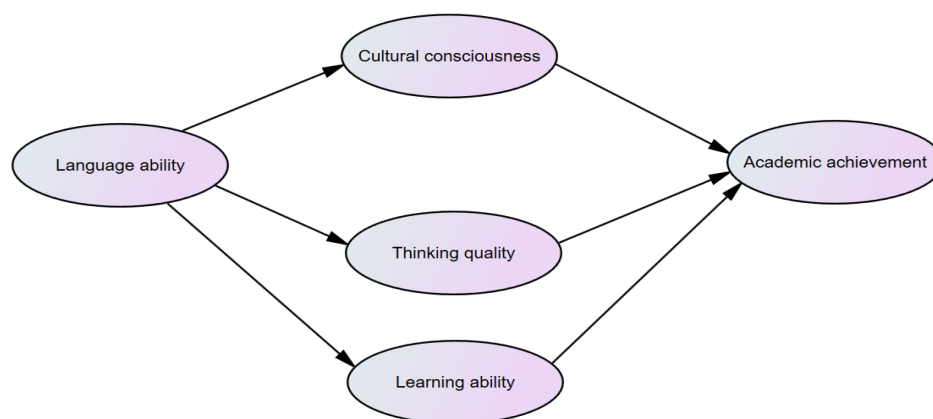 Cultural consciousness
Language ability
Academic achievement
Thinking quality
Learning ability